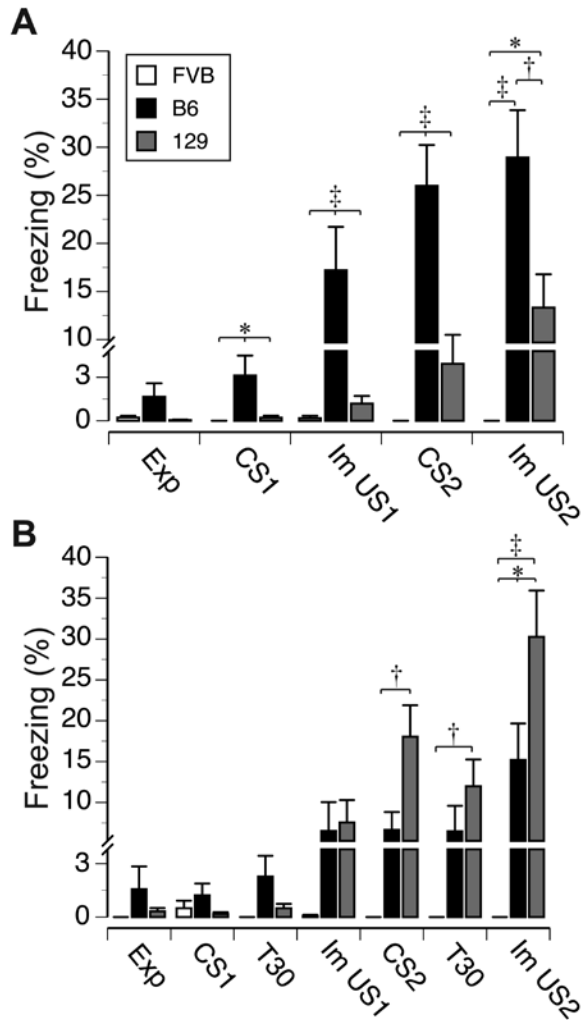 A
40
35
30
25
20
15
10
3
0
Freezing (%)
FVB
B6
129
*
‡
‡
‡
*
†
Exp
CS1
Im US1
CS2
Im US2
B
40
35
30
25
20
15
10
3
0
Freezing (%)
†
†
‡
*
Exp
CS1
T30
Im US1
CS2
T30
Im US2